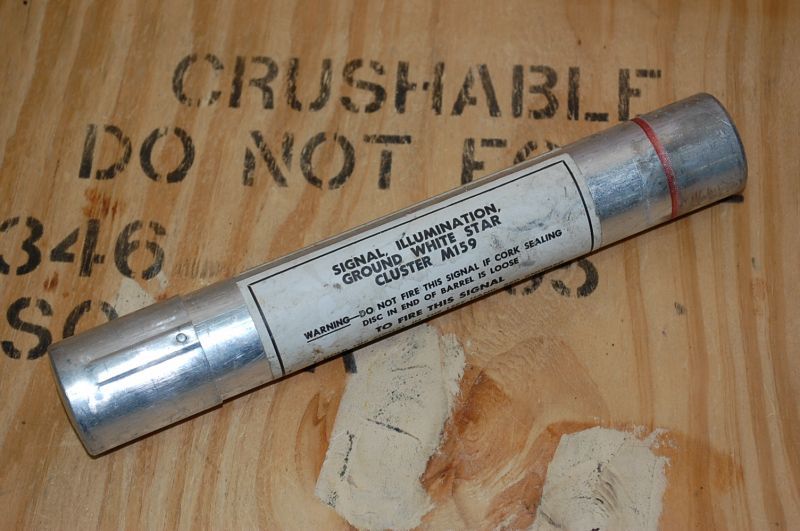 CRUSHABLE
DO NOT
346
SIGNAL, ILLUMINATION,
GROUND WHITE STAR
CLUSTER M159
WARNING—DO NOT FIRE THIS SIGNAL IF CORK SEALING
DISC IN END OF BARREL IS LOOSE
TO FIRE THIS SIGNAL